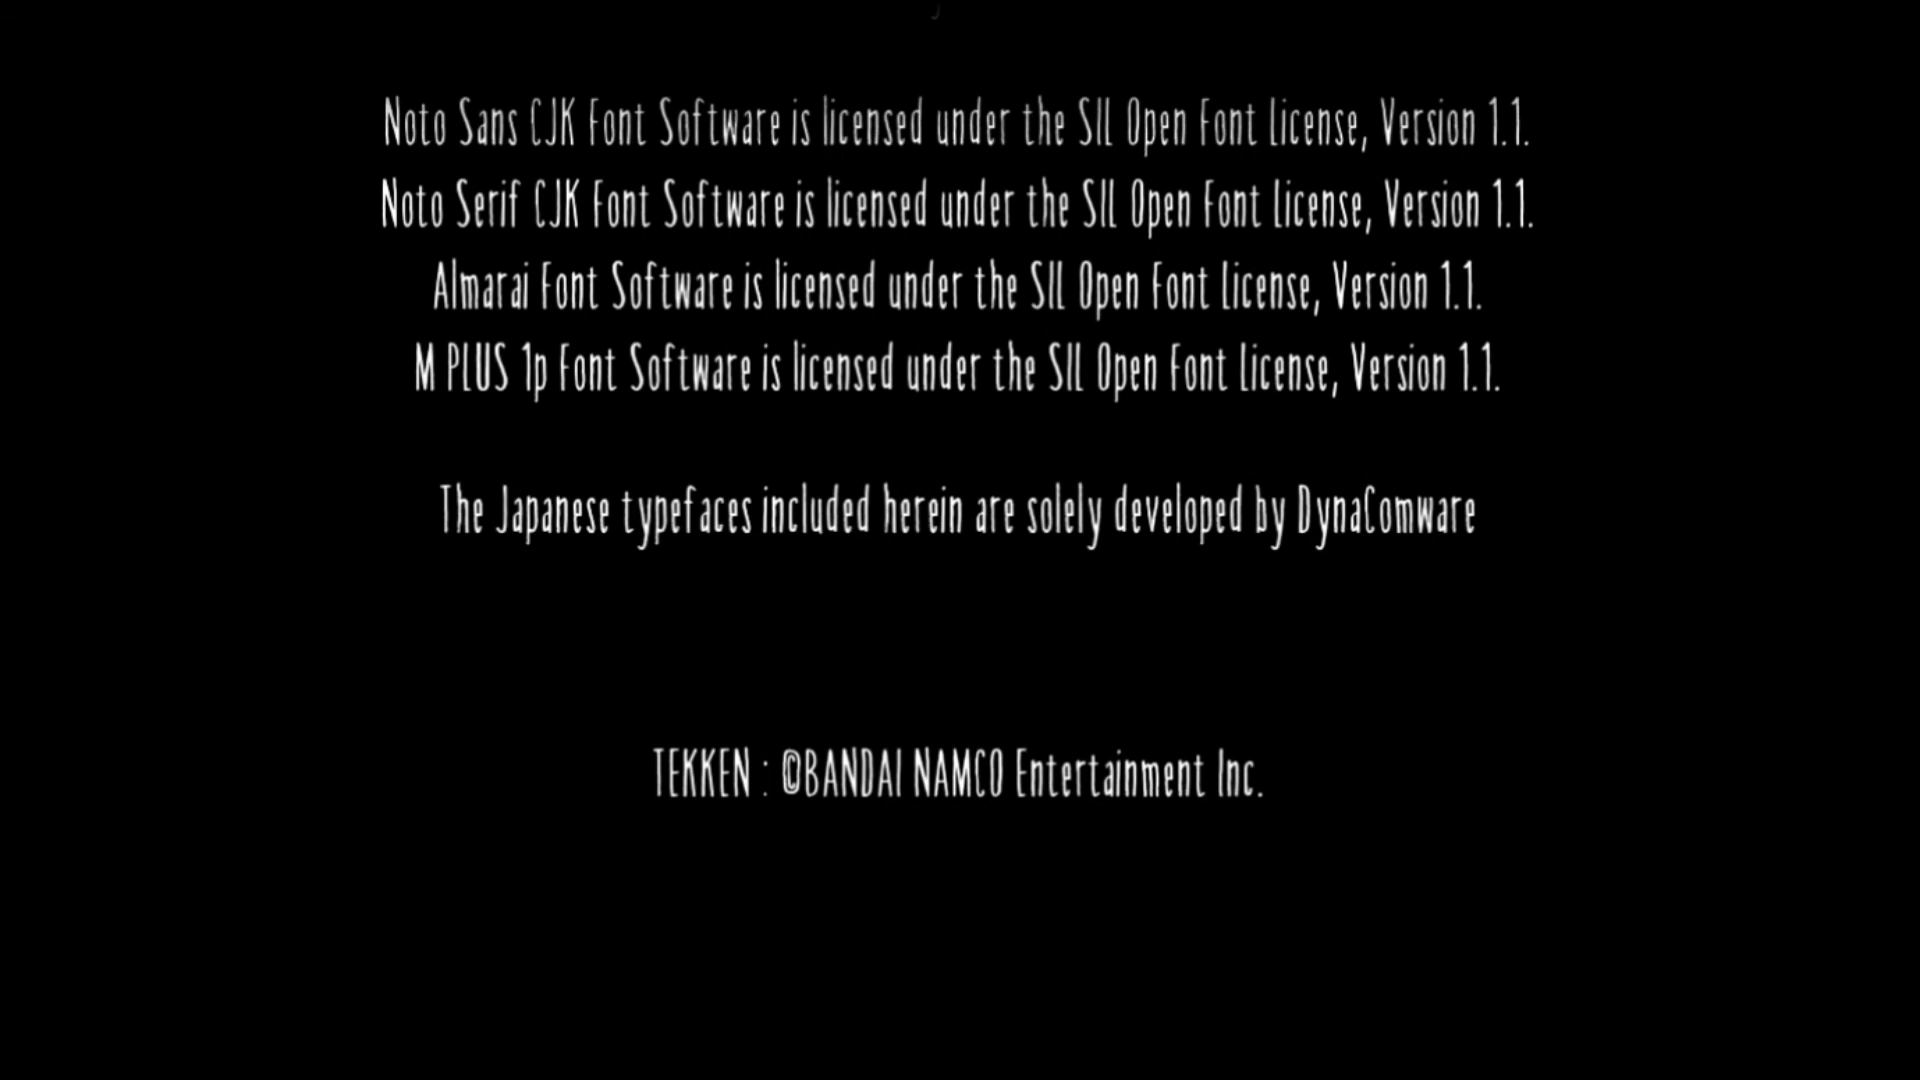 Noto Sans CJK Font Software is licensed under the SIL Open Font License, Version 1.1.
Noto Serif CJK Font Software is licensed under the SIL Open Font License, Version 1.1.
Almarai Font Software is licensed under the SIL Open Font License, Version 1.1.
M PLUS 1p Font Software is licensed under the SIL Open Font License, Version 1.1.
The Japanese typefaces included herein are solely developed by DynaComware
TEKKEN : ©BANDAI NAMCO Entertainment Inc.